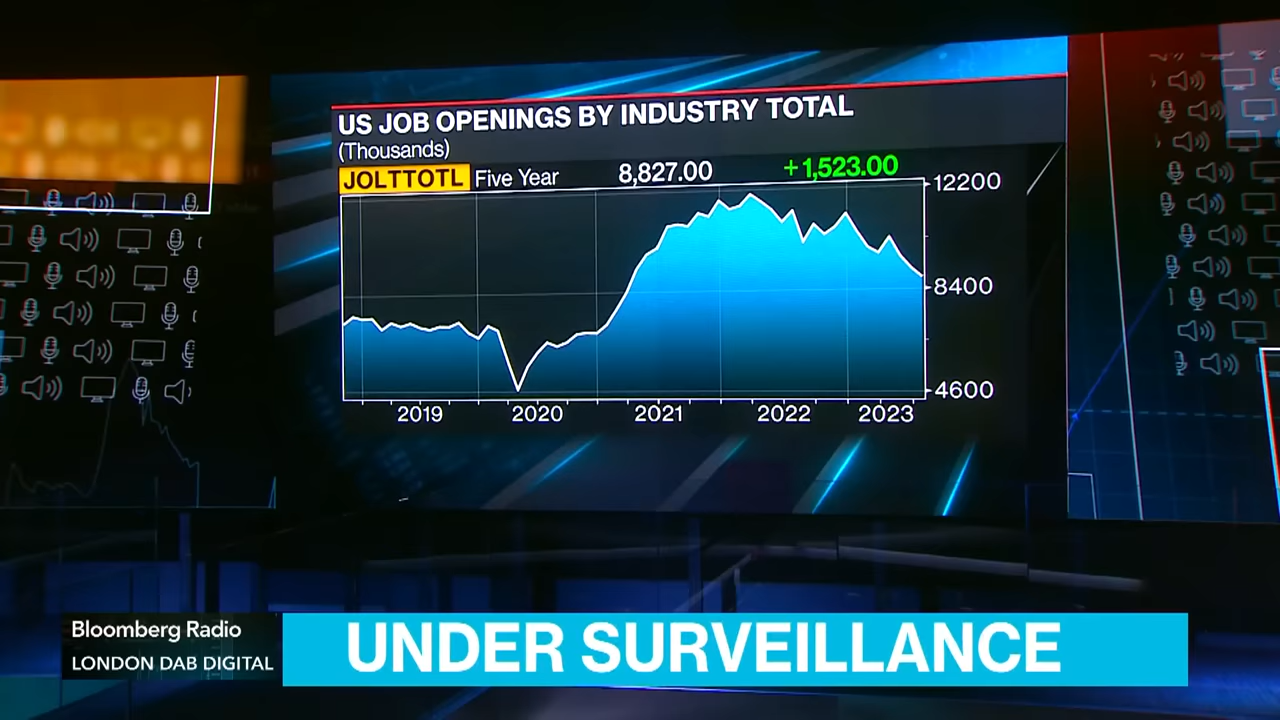 US JOB OPENINGS BY INDUSTRY TOTAL
(Thousands)
JOLTTOTL Five Year 8,827.00 +1,523.00
12200
8400
4600
2019 2020 2021 2022 2023
Bloomberg Radio
LONDON DAB DIGITAL
UNDER SURVEILLANCE